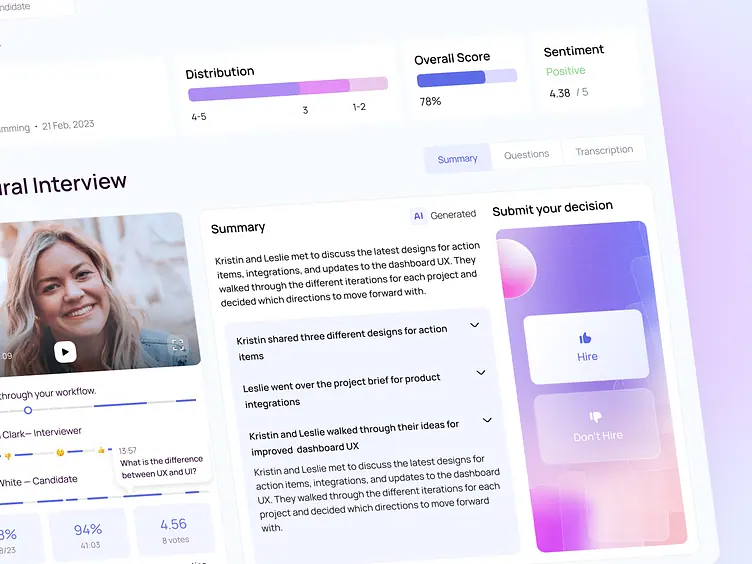 ndidate
Distribution
4-5
3
1-2
Overall Score
78%
Sentiment
Positive
4.38 / 5
mming • 21 Feb, 2023
ural Interview
Summary
Questions
Transcription
Summary
AI Generated
Kristin and Leslie met to discuss the latest designs for action
items, integrations, and updates to the dashboard UX. They
walked through the different iterations for each project and
decided which directions to move forward with.
Kristin shared three different designs for action
items
Leslie went over the project brief for product
integrations
Kristin and Leslie walked through their ideas for
improved dashboard UX
Kristin and Leslie met to discuss the latest designs for
action items, integrations, and updates to the dashboard
UX. They walked through the different iterations for each
project and decided which directions to move forward
with.
Submit your decision
Hire
Don't Hire
:09
through your workflow.
Clark— Interviewer
13:57
What is the difference
between UX and UI?
White — Candidate
8%
8/23
94%
41:03
4.56
8 votes